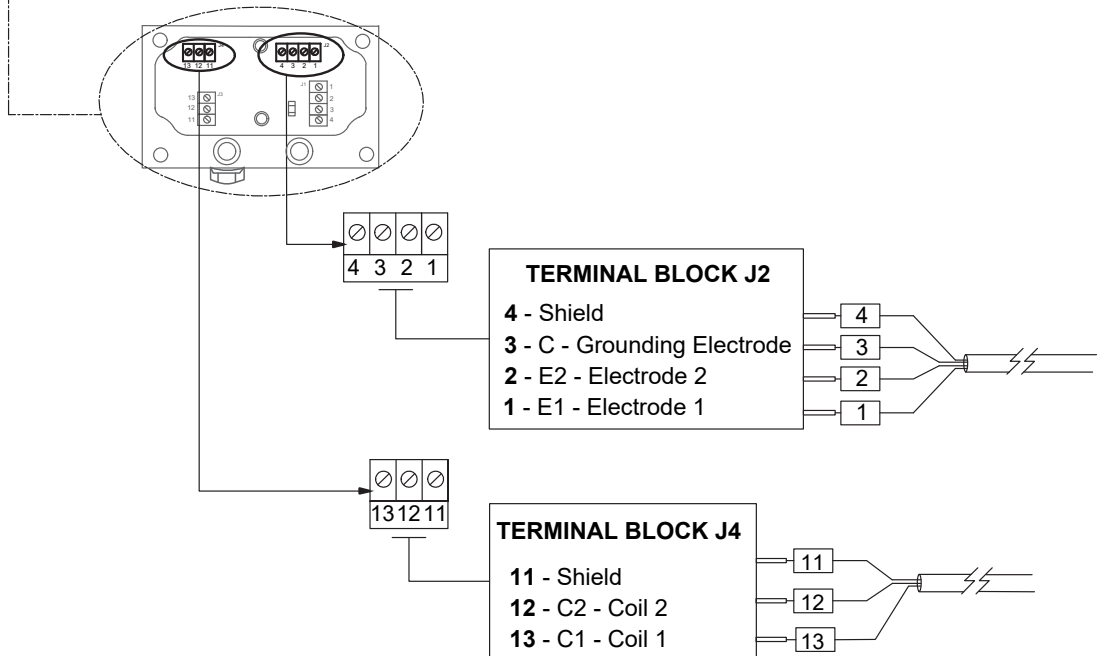 J4
J2
13 12 11
4 3 2 1
J1
1
2
3
4
J3
13
12
11
4 3 2 1
TERMINAL BLOCK J2
4 - Shield
3 - C - Grounding Electrode
2 - E2 - Electrode 2
1 - E1 - Electrode 1
4
3
2
1
13 12 11
TERMINAL BLOCK J4
11 - Shield
12 - C2 - Coil 2
13 - C1 - Coil 1
11
12
13